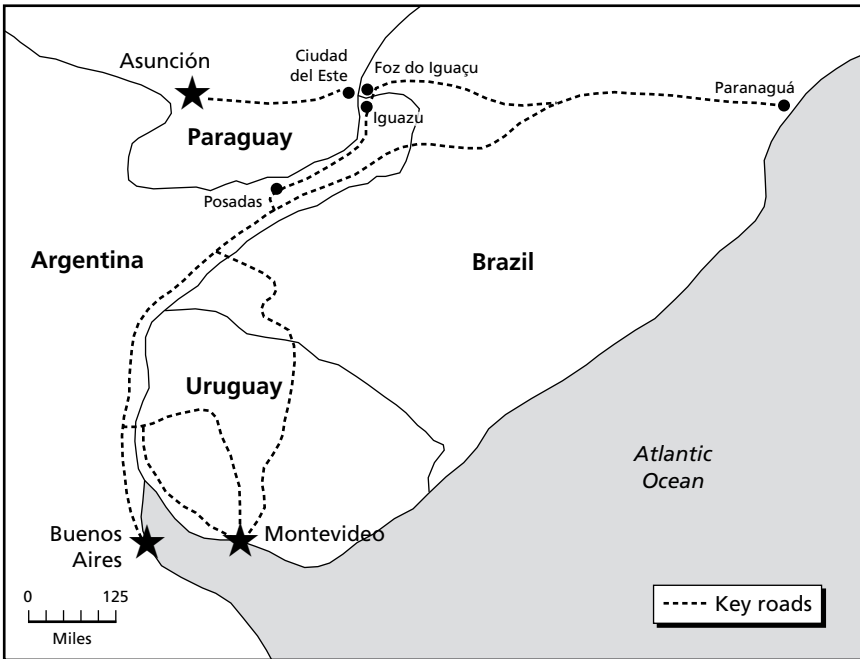 Asunción
Ciudad
del Este
Foz do Iguaçu
Paranaguá
Iguazu
Paraguay
Posadas
Argentina
Brazil
Uruguay
Atlantic
Ocean
Buenos
Aires
Montevideo
0 125
Miles
Key roads